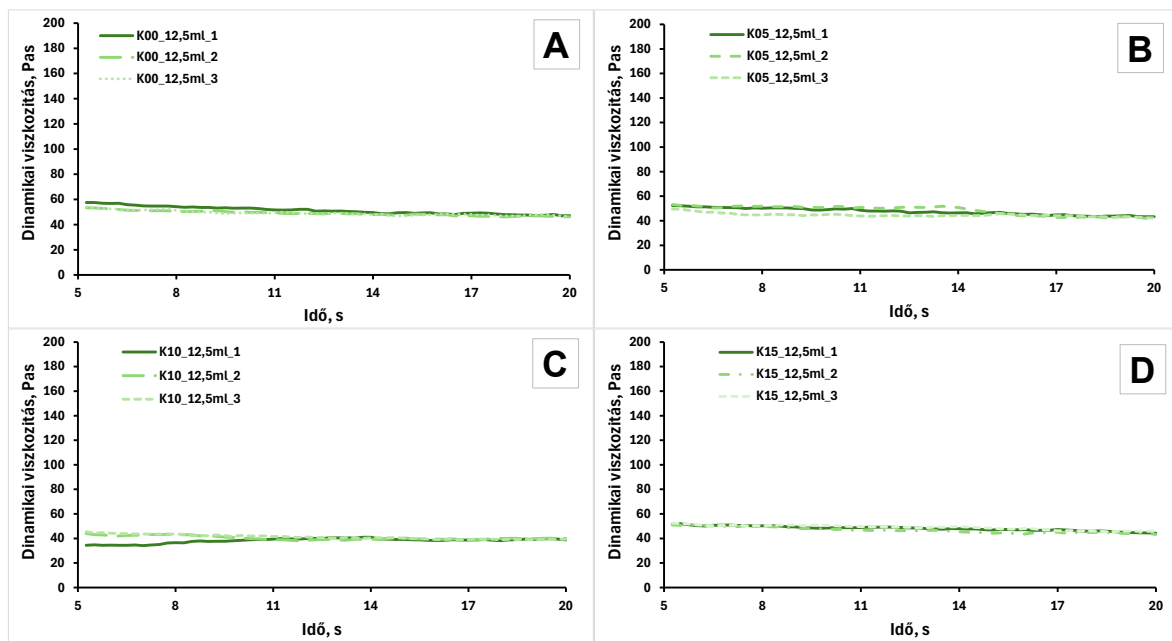 A
K00_12,5ml_1
K00_12,5ml_2
K00_12,5ml_3
Dinamikai viszkozitás, Pas
200
180
160
140
120
100
80
60
40
20
0
5 8 11 14 17 20
Idő, s
B
K05_12,5ml_1
K05_12,5ml_2
K05_12,5ml_3
Dinamikai viszkozitás, Pas
200
180
160
140
120
100
80
60
40
20
0
5 8 11 14 17 20
Idő, s
C
K10_12,5ml_1
K10_12,5ml_2
K10_12,5ml_3
Dinamikai viszkozitás, Pas
200
180
160
140
120
100
80
60
40
20
0
5 8 11 14 17 20
Idő, s
D
K15_12,5ml_1
K15_12,5ml_2
K15_12,5ml_3
Dinamikai viszkozitás, Pas
200
180
160
140
120
100
80
60
40
20
0
5 8 11 14 17 20
Idő, s